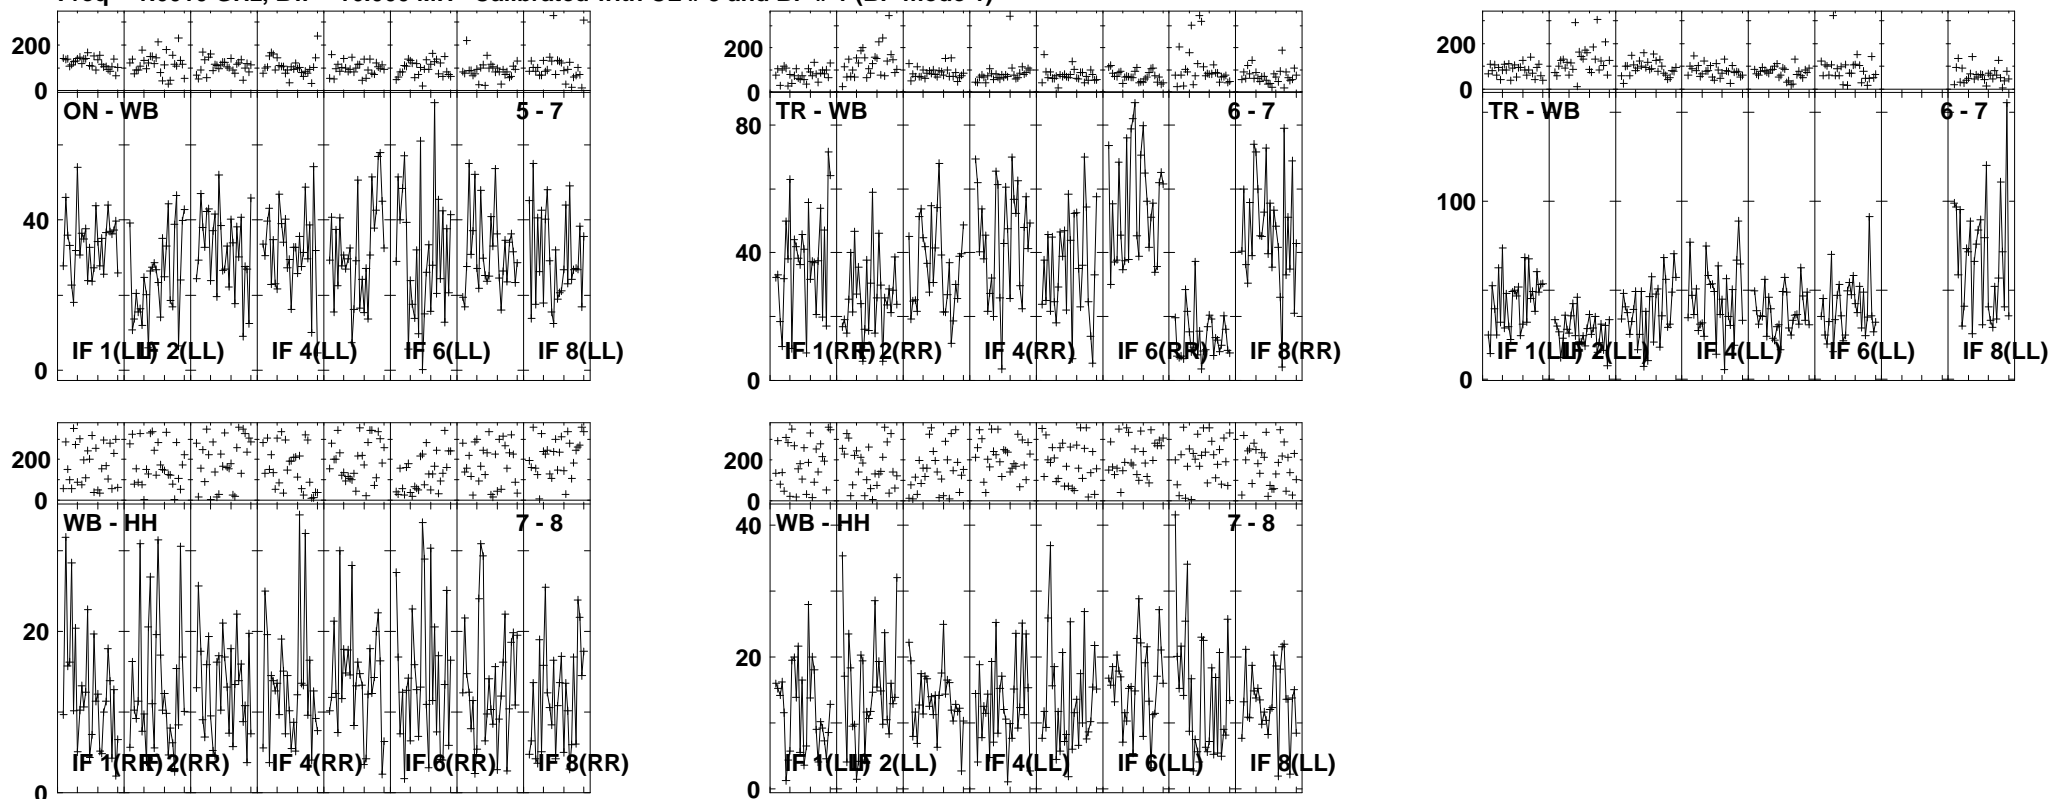 200
0
ON - WB 5 - 7
40
0
IF 1(LL) IF 2(LL) IF 4(LL) IF 6(LL) IF 8(LL)
200
0
TR - WB 6 - 7
80
40
0
IF 1(RR) IF 2(RR) IF 4(RR) IF 6(RR) IF 8(RR)
200
0
TR - WB 6 - 7
100
0
IF 1(LL) IF 2(LL) IF 4(LL) IF 6(LL) IF 8(LL)
200
0
WB - HH 7 - 8
20
0
IF 1(RR) IF 2(RR) IF 4(RR) IF 6(RR) IF 8(RR)
200
0
WB - HH 7 - 8
40
20
0
IF 1(LL) IF 2(LL) IF 4(LL) IF 6(LL) IF 8(LL)